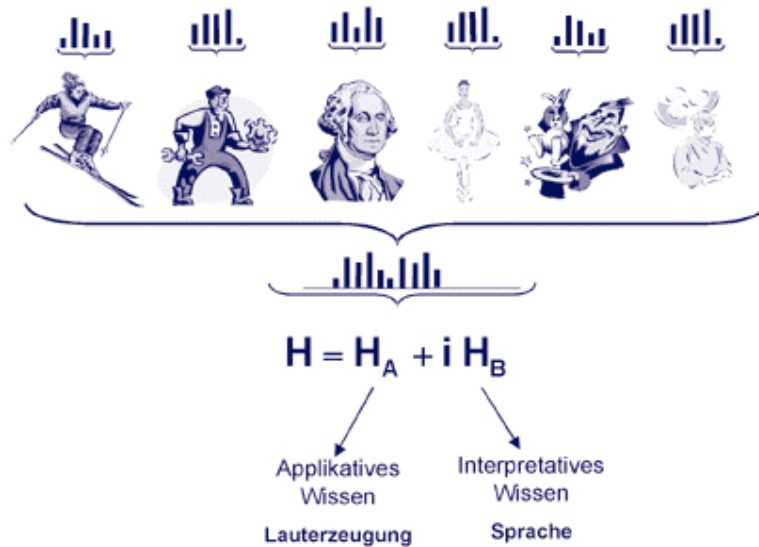 H = H_A + i H_B
Applikatives Interpretatives
Wissen Wissen
Lauterzeugung Sprache